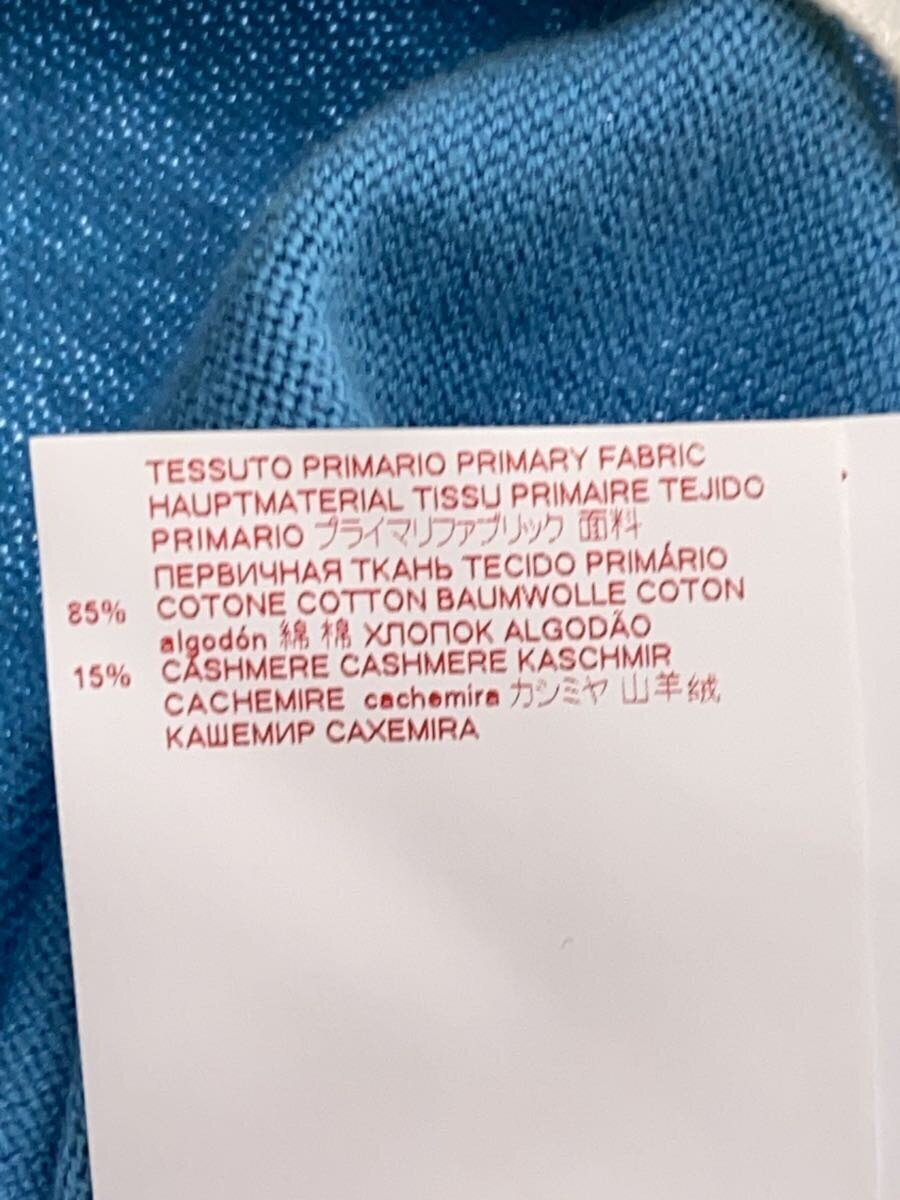 TESSUTO PRIMARIO PRIMARY FABRIC
HAUPTMATERIAL TISSU PRIMAIRE TEJIDO
PRIMARIO プライマリファブリック 面料
ПЕРВИЧНАЯ ТКАНЬ TECIDO PRIMÁRIO
85% COTONE COTTON BAUMWOLLE COTON
algodón 綿 棉 ХЛОПОК ALGODÃO
15% CASHMERE CASHMERE KASCHMIR
CACHEMIRE cachemira カシミヤ 山羊绒
КАШЕМИР CAXEMIRA